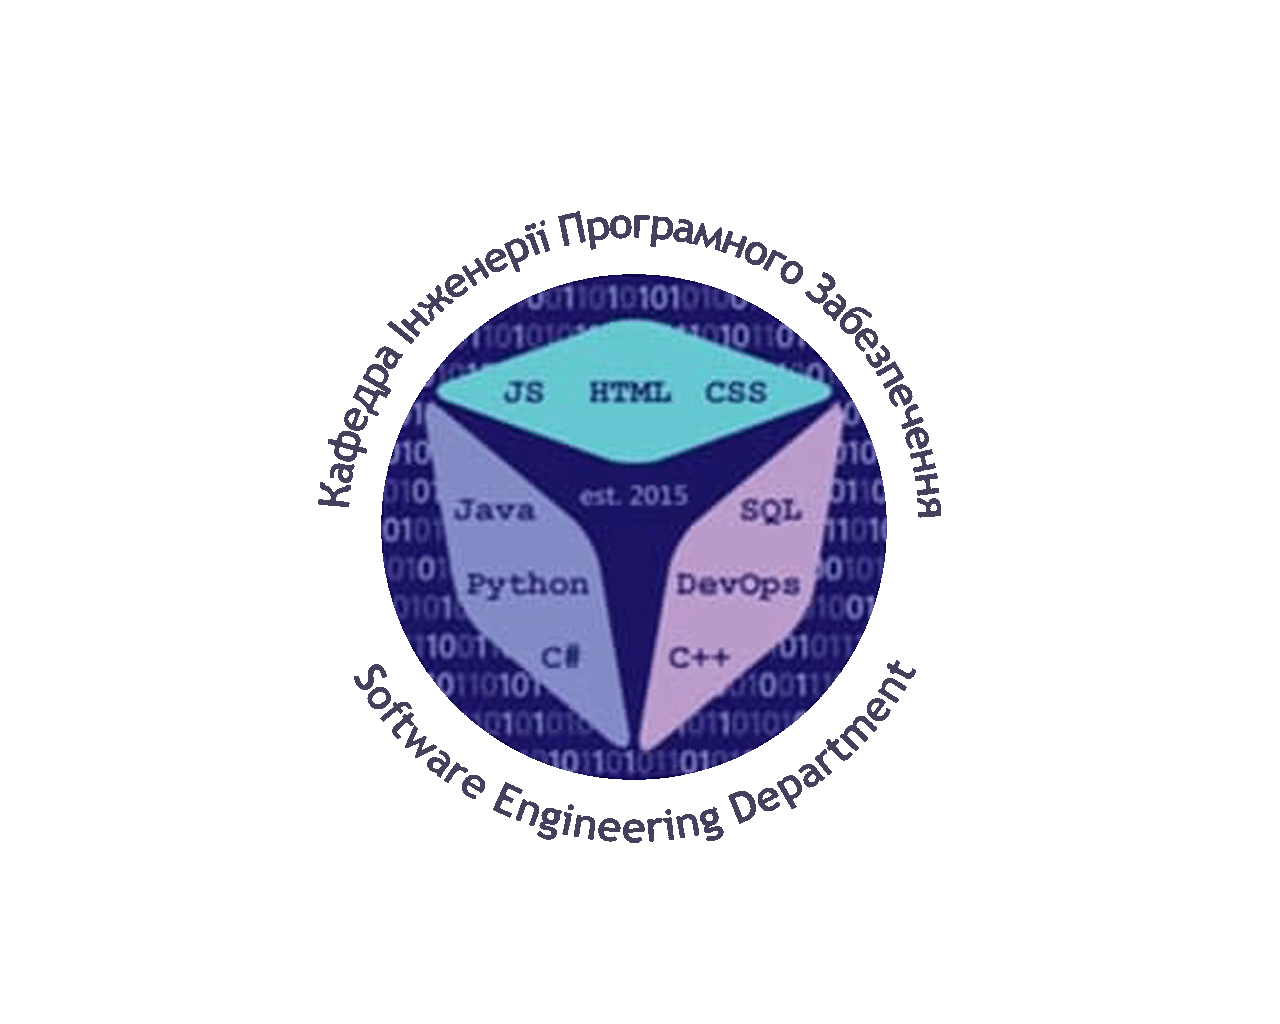 Кафедра Інженерії Програмного Забезпечення
JS HTML CSS
est. 2015
Java
Python
C#
SQL
DevOps
C++
Software Engineering Department